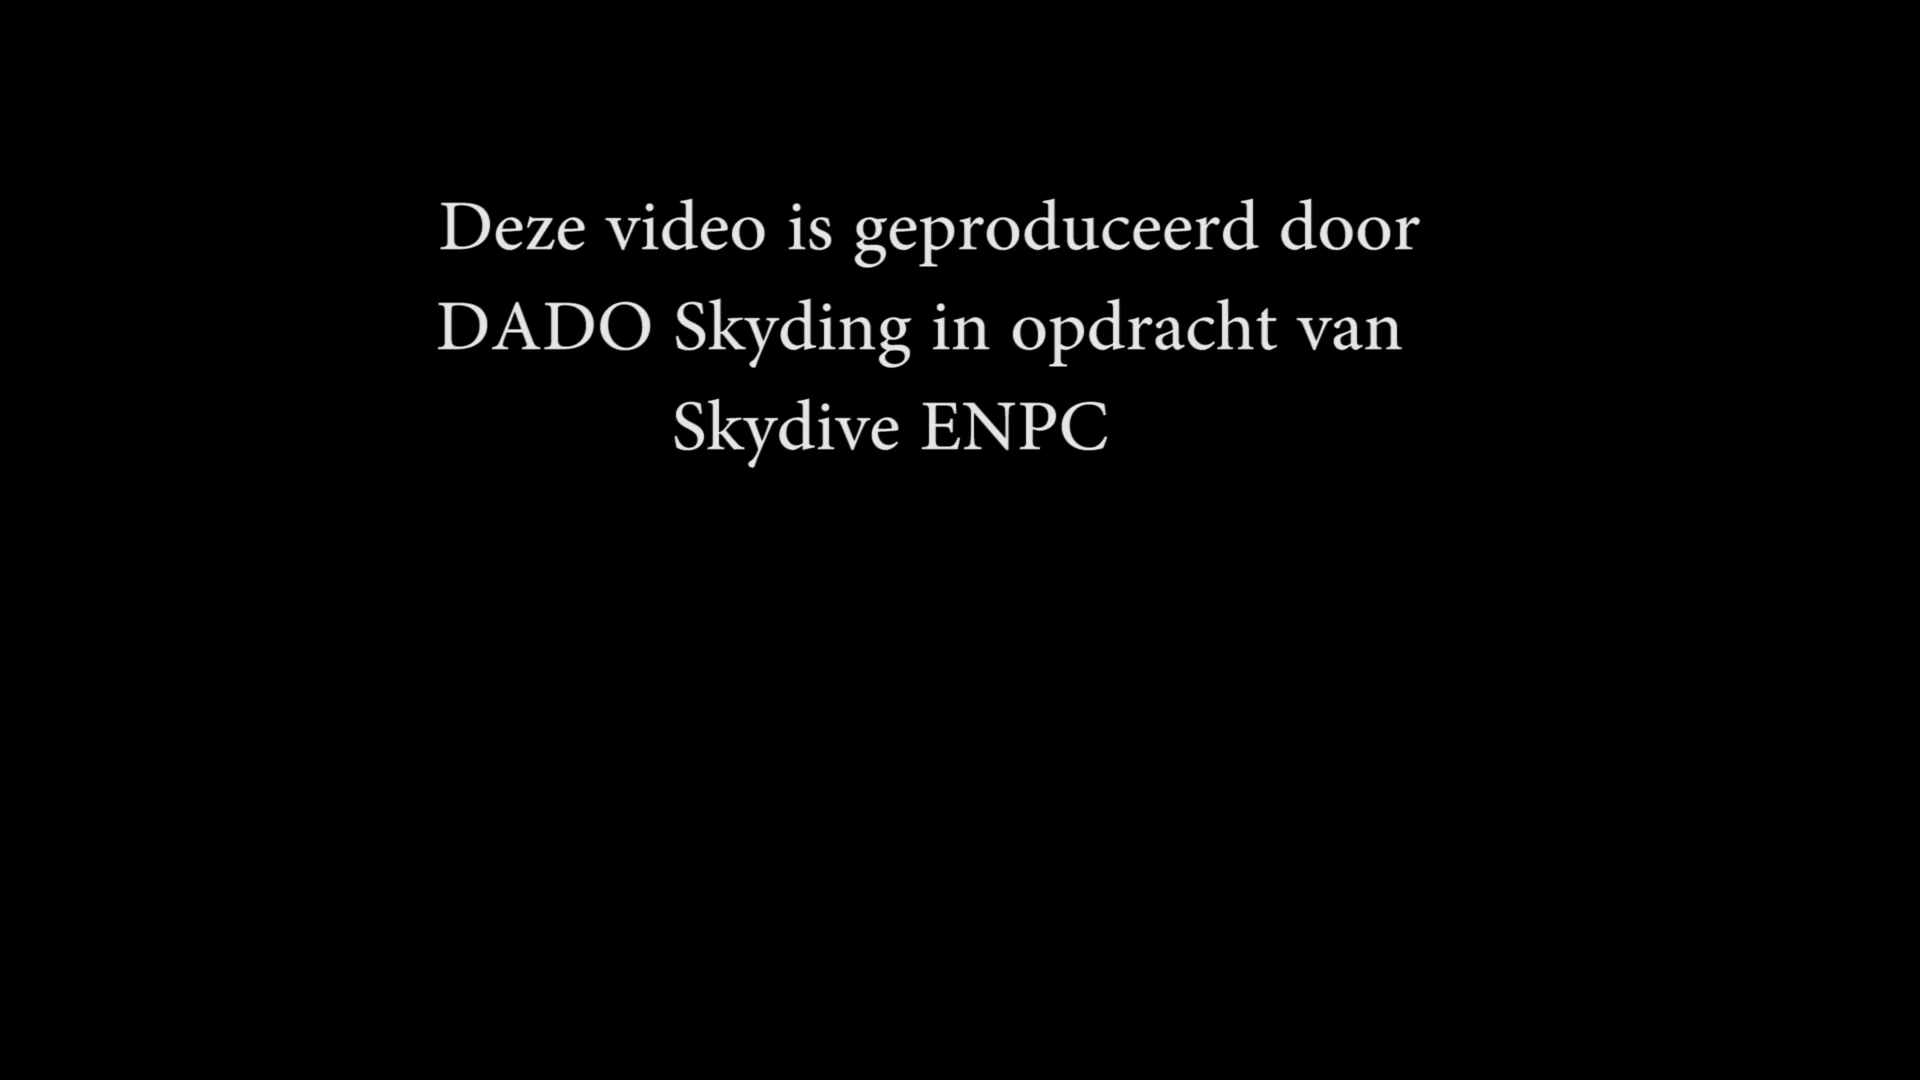 Deze video is geproduceerd door
DADO Skyding in opdracht van
Skydive ENPC